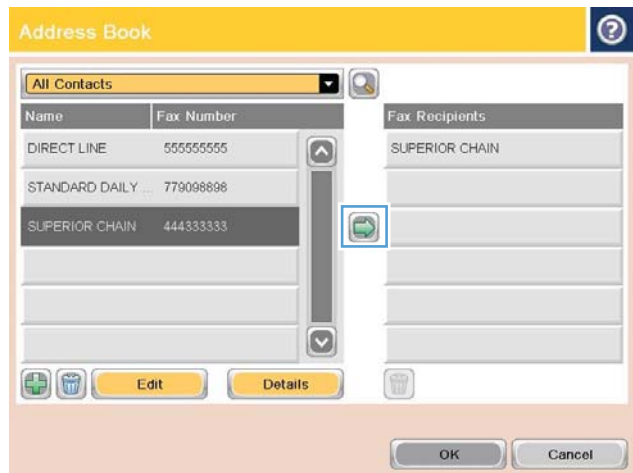 Address Book
?
All Contacts
Name Fax Number
Fax Recipients
DIRECT LINE 555555555
SUPERIOR CHAIN
STANDARD DAILY ... 779098898
SUPERIOR CHAIN 444333333
Edit
Details
OK
Cancel